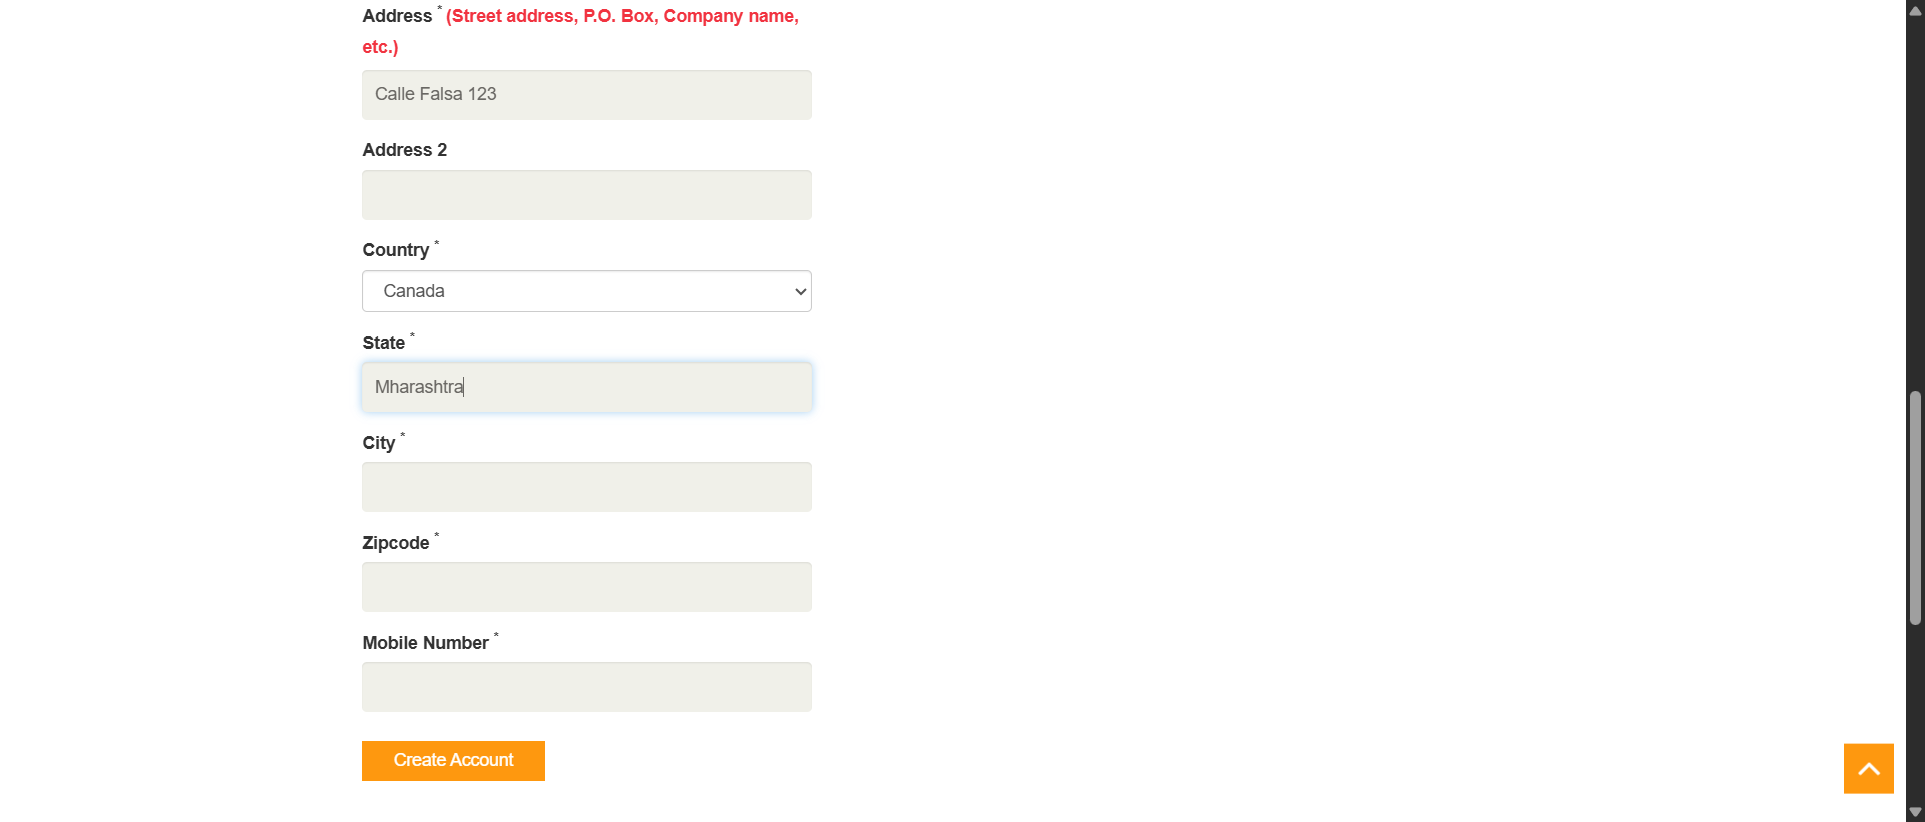 Address * (Street address, P.O. Box, Company name,
etc.)
Calle Falsa 123
Address 2
Country *
Canada
State *
Mharashtra
City *
Zipcode *
Mobile Number *
Create Account